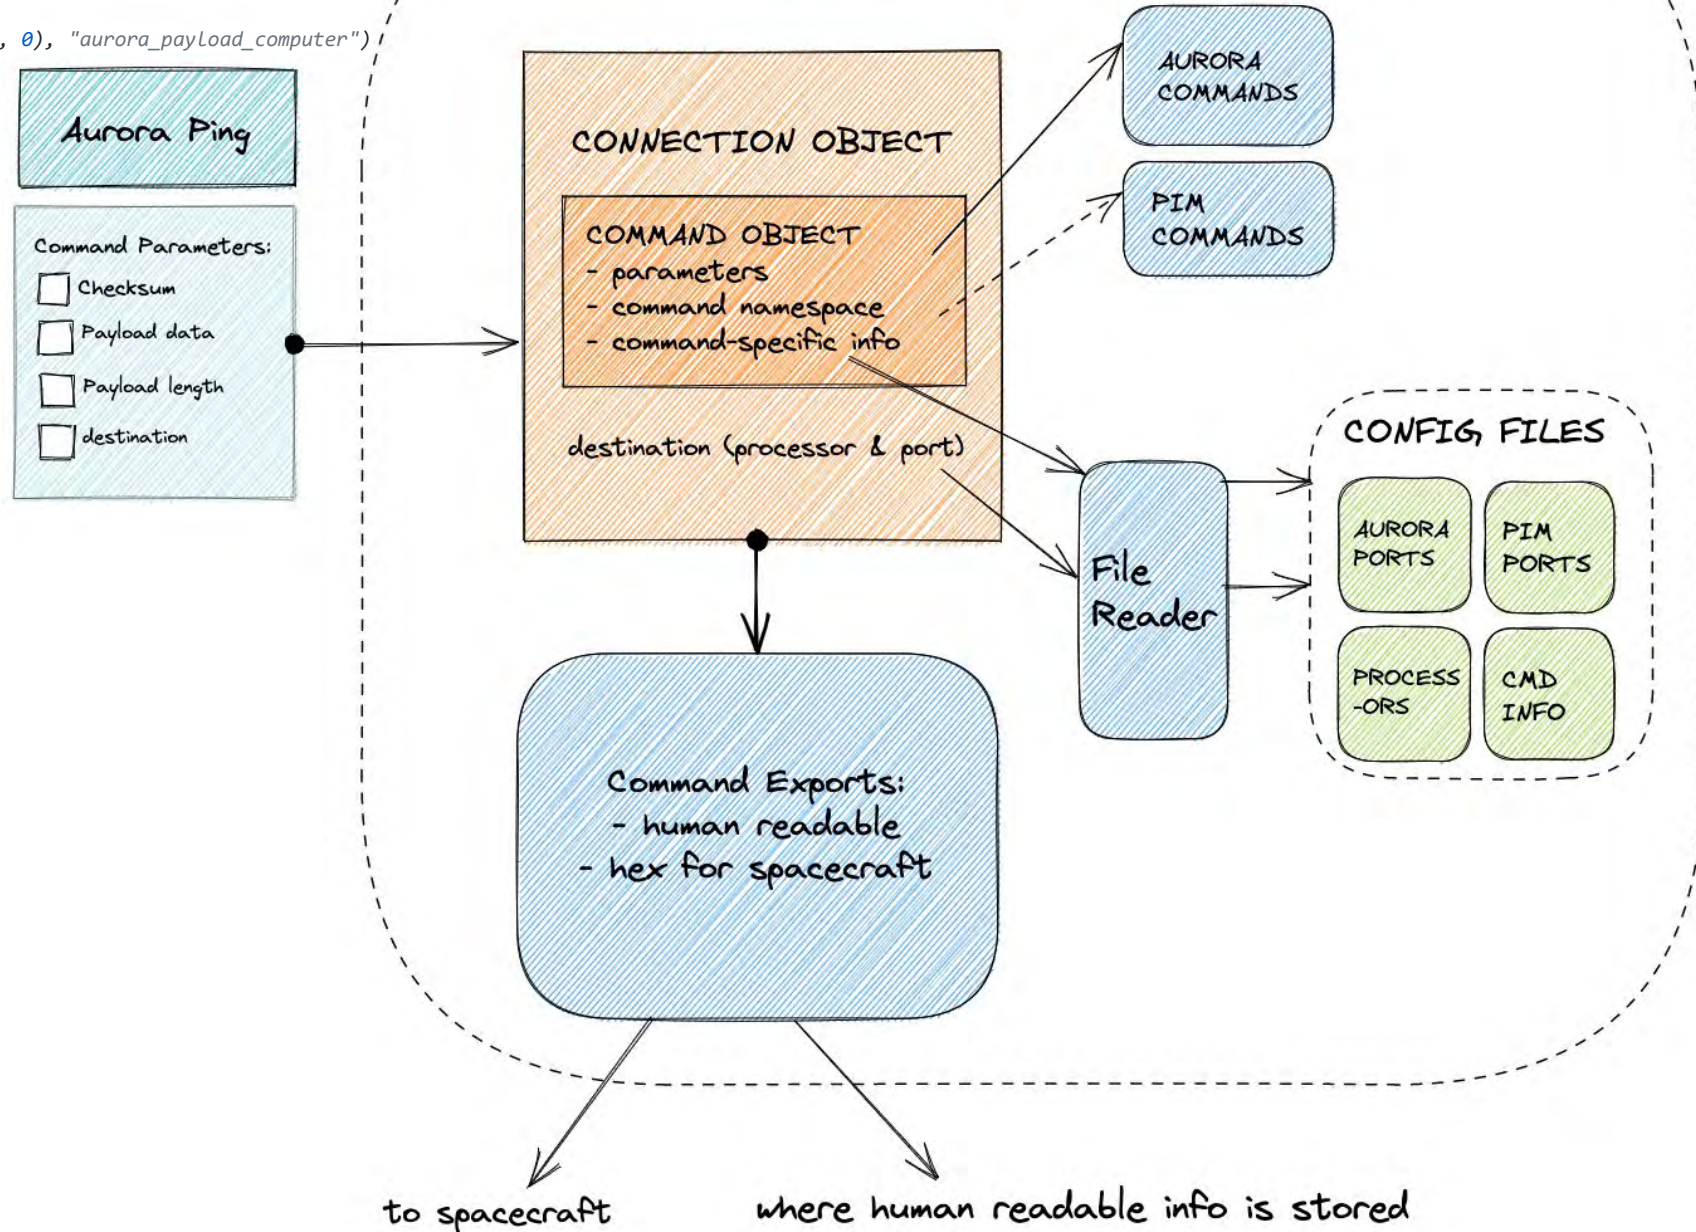 , 0), "aurora_payload_computer")
Aurora Ping
Command Parameters:
Checksum
Payload data
Payload length
destination
CONNECTION OBJECT
COMMAND OBJECT
- parameters
- command namespace
- command-specific info
destination (processor & port)
AURORA
COMMANDS
PIM
COMMANDS
File
Reader
CONFIG FILES
AURORA
PORTS
PIM
PORTS
PROCESS
-ORS
CMD
INFO
Command Exports:
- human readable
- hex for spacecraft
to spacecraft
where human readable info is stored